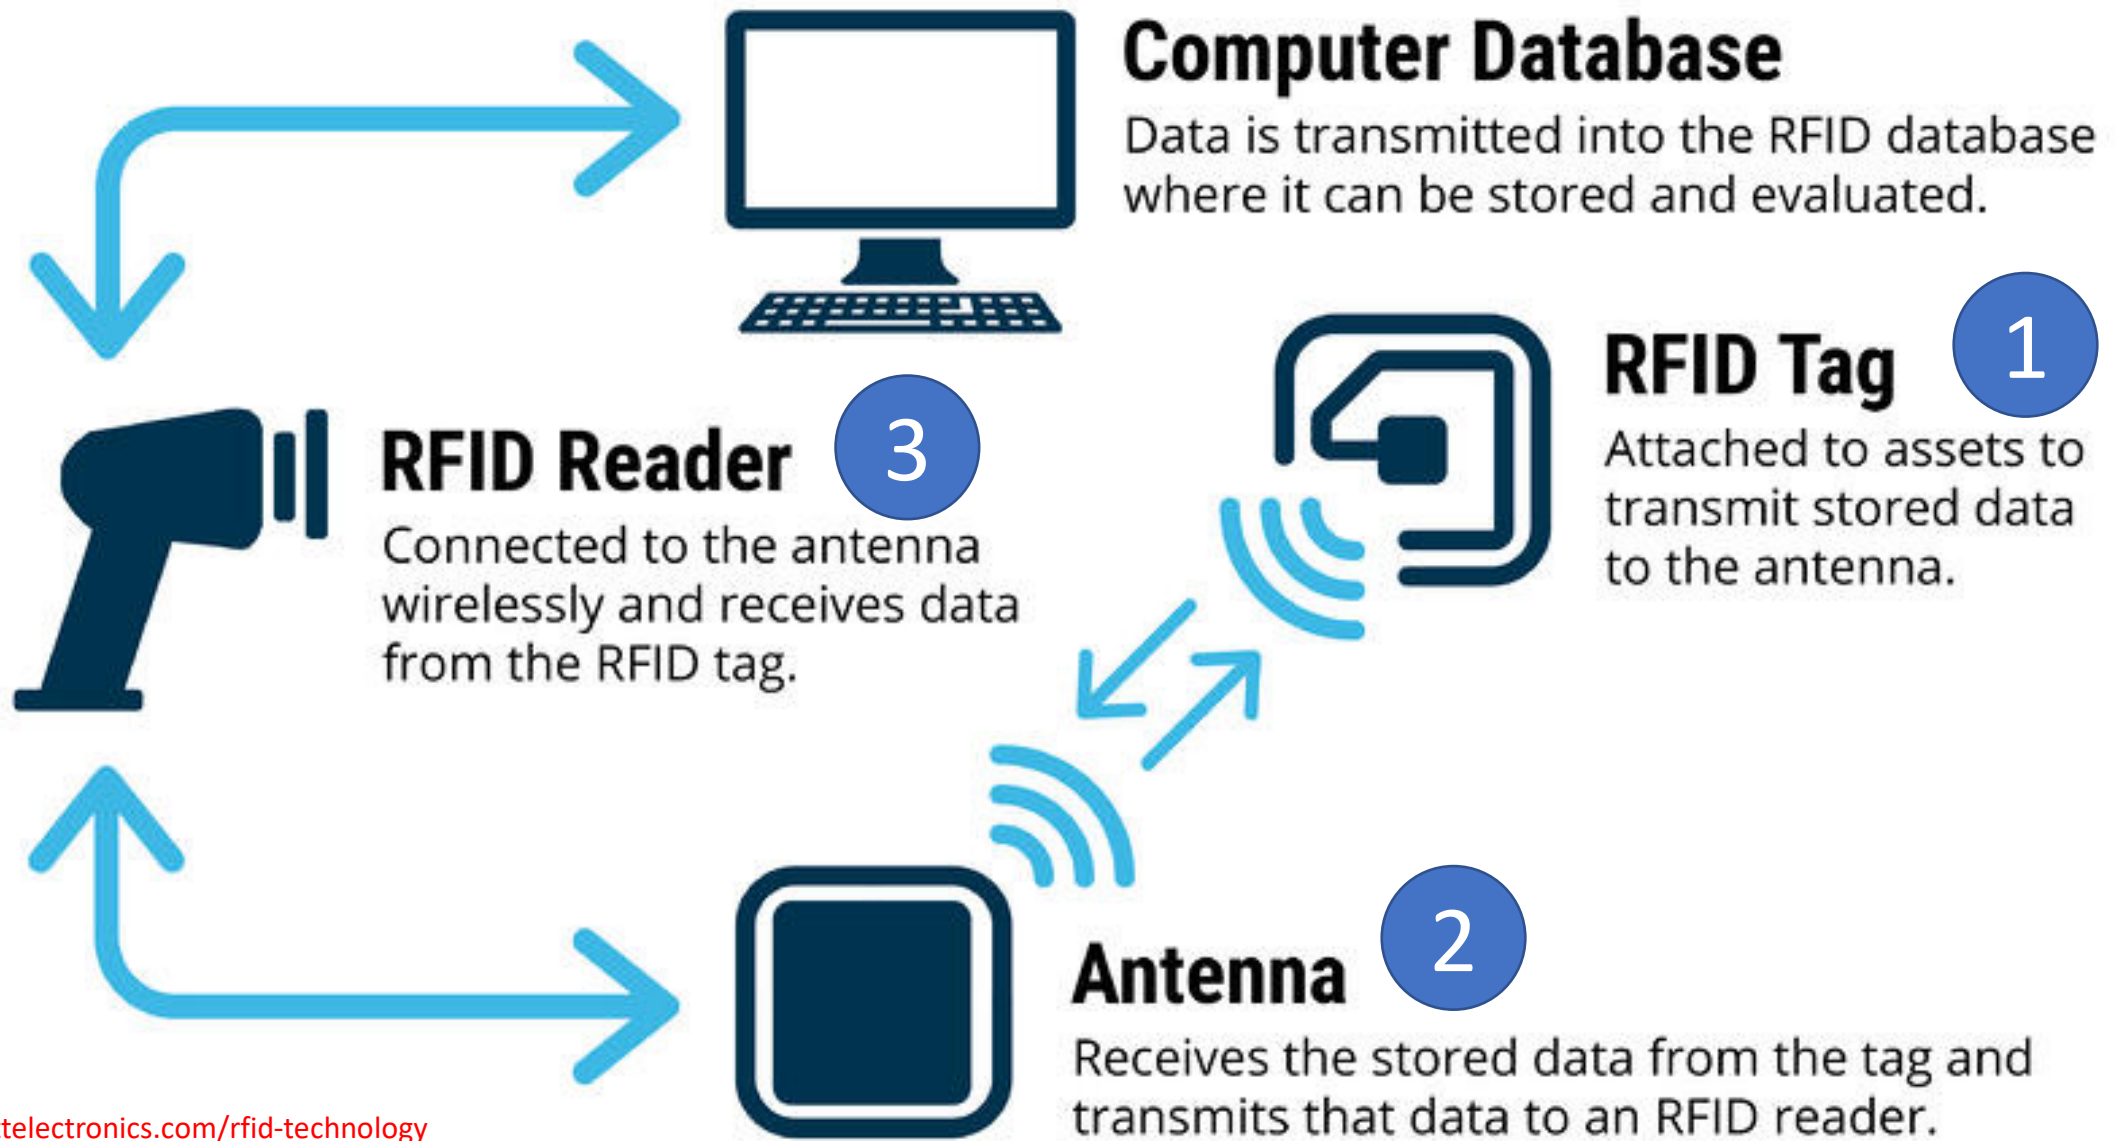 Computer Database
Data is transmitted into the RFID database
where it can be stored and evaluated.
RFID Tag
1
Attached to assets to
transmit stored data
to the antenna.
RFID Reader
3
Connected to the antenna
wirelessly and receives data
from the RFID tag.
Antenna
2
Receives the stored data from the tag and
transmits that data to an RFID reader.
telectronics.com/rfid-technology